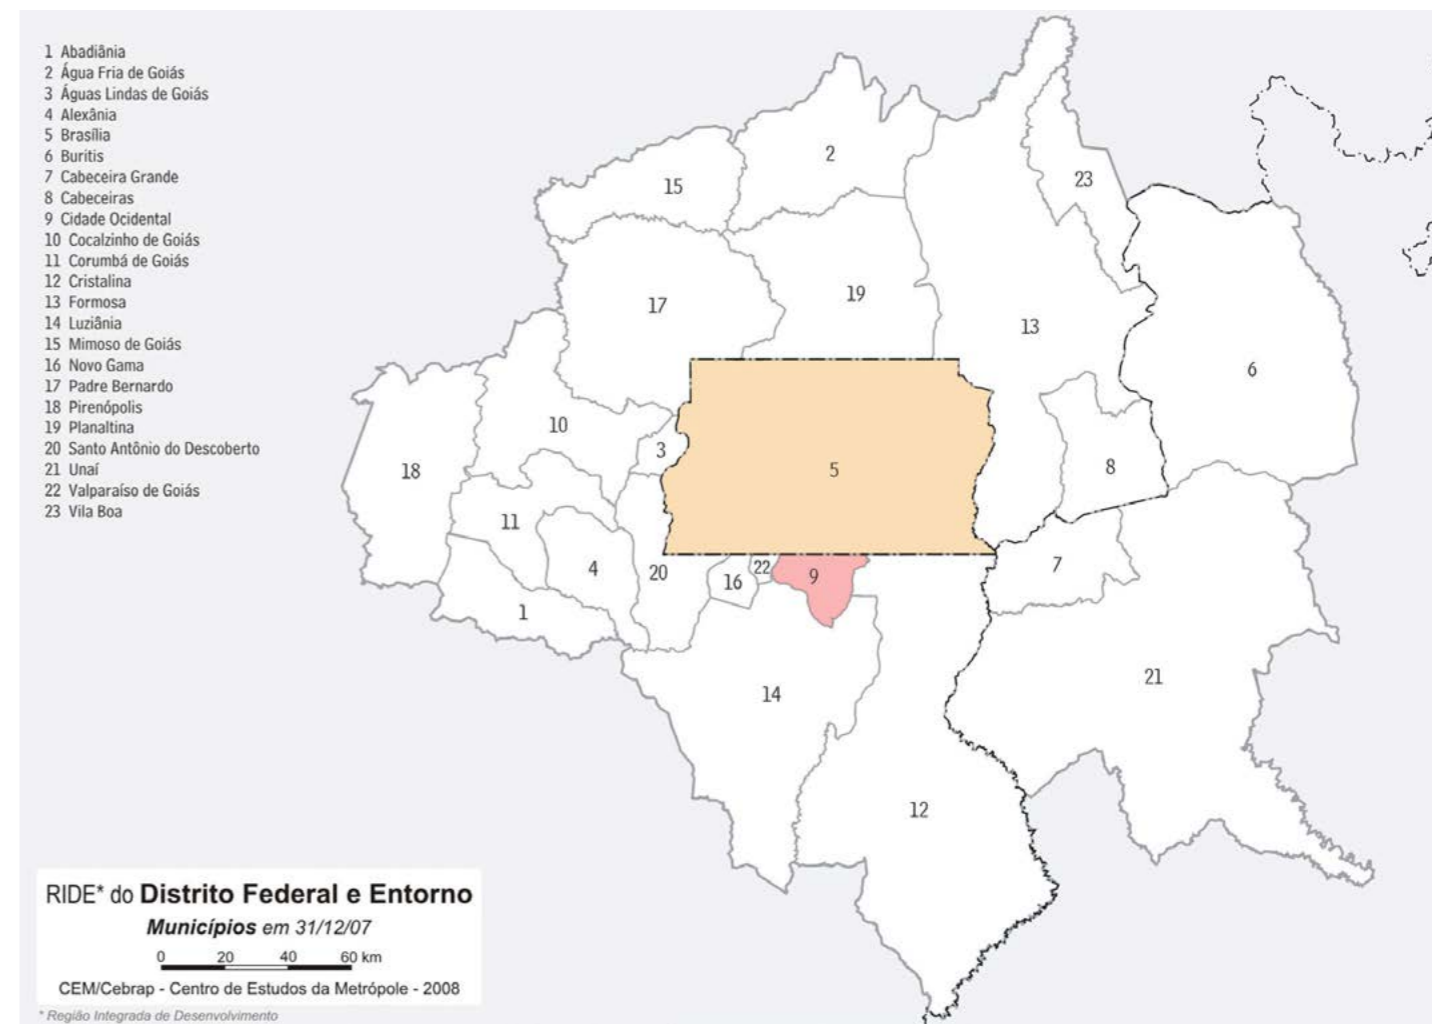 1 Abadiânia
2 Água Fria de Goiás
3 Águas Lindas de Goiás
4 Alexânia
5 Brasília
6 Buritis
7 Cabeceira Grande
8 Cabeceiras
9 Cidade Ocidental
10 Cocalzinho de Goiás
11 Corumbá de Goiás
12 Cristalina
13 Formosa
14 Luziânia
15 Mimoso de Goiás
16 Novo Gama
17 Padre Bernardo
18 Pirenópolis
19 Planaltina
20 Santo Antônio do Descoberto
21 Unaí
22 Valparaíso de Goiás
23 Vila Boa
2
15
23
19
17
13
6
10
3
18
5
8
11
4
20
16
22
9
7
1
14
21
12
RIDE* do Distrito Federal e Entorno
Municípios em 31/12/07
0 20 40 60 km
CEM/Cebrap - Centro de Estudos da Metrópole - 2008
* Região Integrada de Desenvolvimento